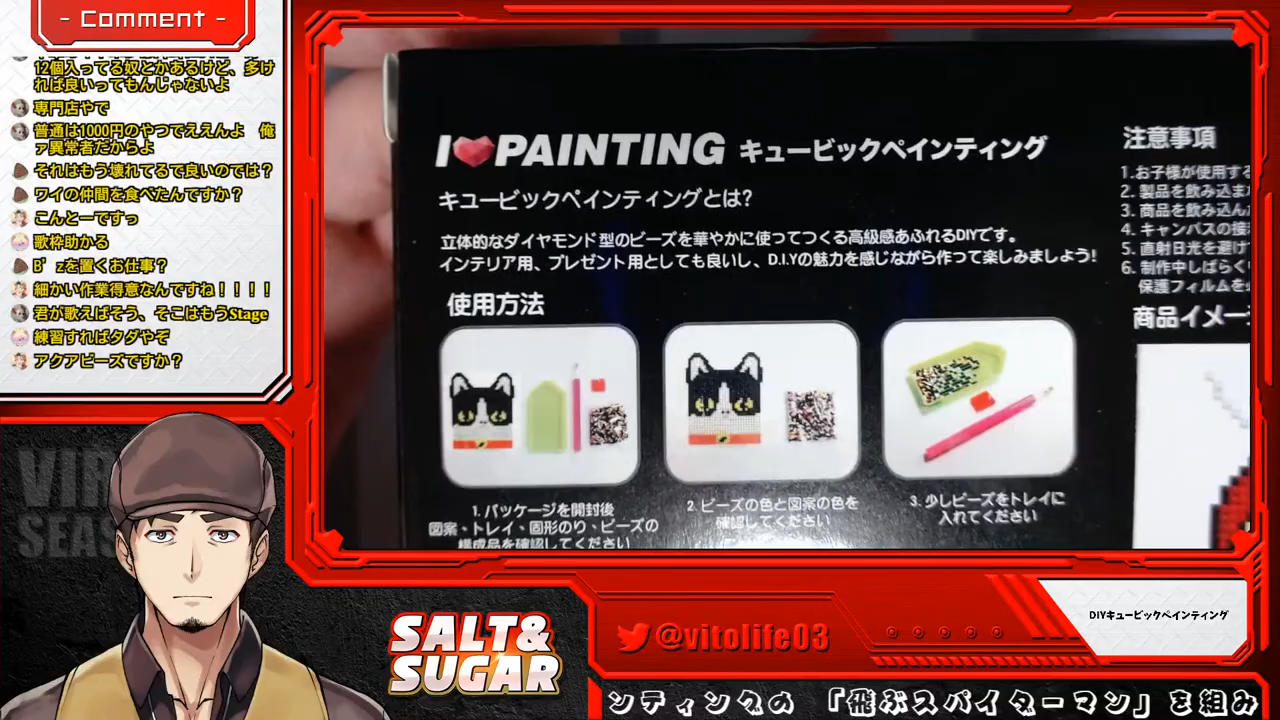 - Comment -
12個入ってる奴とかあるけど、多け
れば良いってもんじゃないよ
専門店やで
普通は1000円のやつでええんよ　俺
ァ異常者だからよ
それはもう壊れてるで良いのでは？
ワイの仲間を食べたんですか？
こんとーですっ
歌枠助かる
B'zを置くお仕事？
細かい作業得意なんですね！！！！
君が歌えばそう、そこはもうStage
練習すればタダやぞ
アクアビーズですか？
I PAINTING キュービックペインティング
キュービックペインティングとは?
立体的なダイヤモンド型のビーズを華やかに使ってつくる高級感あふれるDIYです。
インテリア用、プレゼント用としても良いし、D.I.Yの魅力を感じながら作って楽しみましょう!
使用方法
1.パッケージを開封後
図案・トレイ・固形のり・ビーズの
構成品を確認してください
2.ビーズの色と図案の色を
確認してください
3.少しビーズをトレイに
入れてください
注意事項
1.お子様が使用する
2.製品を飲み込ま
3.商品を飲み込ん
4.キャンバスの接
5.直射日光を避け
6.制作中しばらく
保護フィルムを
商品イメー
VIR
SEAS
SALT&
SUGAR
@vitolife03
DIYキュービックペインティング
ンティングの 「飛ぶスパイダーマン」を組み